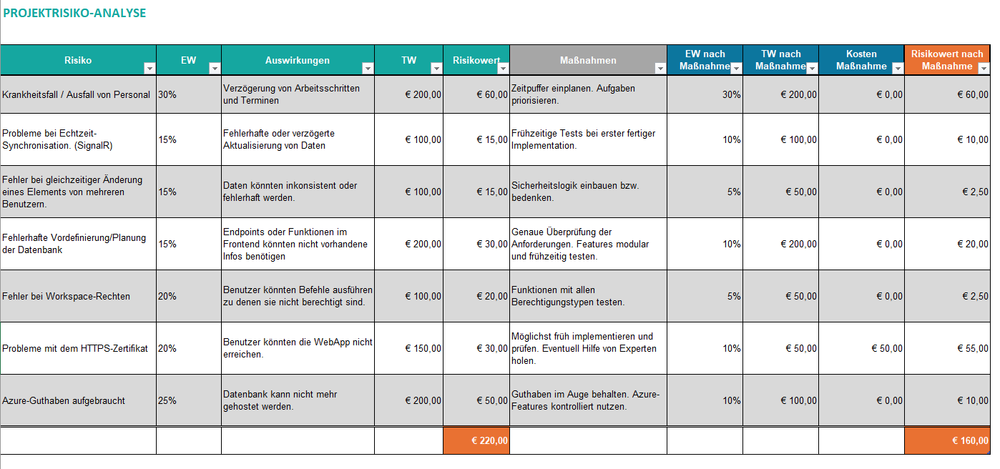 PROJEKTRISIKO-ANALYSE
Risiko EW Auswirkungen TW Risikowert Maßnahmen EW nach Maßnahme TW nach Maßnahme Kosten Maßnahme Risikowert nach Maßnahme
Krankheitsfall / Ausfall von Personal
30%
Verzögerung von Arbeitsschritten
und Terminen
€ 200,00
€ 60,00
Zeitpuffer einplanen. Aufgaben
priorisieren.
30%
€ 200,00
€ 0,00
€ 60,00
Probleme bei Echtzeit-
Synchronisation. (SignalR)
15%
Fehlerhafte oder verzögerte
Aktualisierung von Daten
€ 100,00
€ 15,00
Frühzeitige Tests bei erster fertiger
Implementation.
10%
€ 100,00
€ 0,00
€ 10,00
Fehler bei gleichzeitiger Änderung
eines Elements von mehreren
Benutzern.
15%
Daten könnten inkonsistent oder
fehlerhaft werden.
€ 100,00
€ 15,00
Sicherheitslogik einbauen bzw.
bedenken.
5%
€ 50,00
€ 0,00
€ 2,50
Fehlerhafte Vordefinierung/Planung
der Datenbank
15%
Endpoints oder Funktionen im
Frontend könnten nicht vorhandene
Infos benötigen
€ 200,00
€ 30,00
Genaue Überprüfung der
Anforderungen. Features modular
und frühzeitig testen.
10%
€ 200,00
€ 0,00
€ 20,00
Fehler bei Workspace-Rechten
20%
Benutzer könnten Befehle ausführen
zu denen sie nicht berechtigt sind.
€ 100,00
€ 20,00
Funktionen mit allen
Berechtigungstypen testen.
5%
€ 50,00
€ 0,00
€ 2,50
Probleme mit dem HTTPS-Zertifikat
20%
Benutzer könnten die WebApp nicht
erreichen.
€ 150,00
€ 30,00
Möglichst früh implementieren und
prüfen. Eventuell Hilfe von Experten
holen.
10%
€ 50,00
€ 50,00
€ 55,00
Azure-Guthaben aufgebraucht
25%
Datenbank kann nicht mehr
gehostet werden.
€ 200,00
€ 50,00
Guthaben im Auge behalten. Azure-
Features kontrolliert nutzen.
10%
€ 100,00
€ 0,00
€ 10,00
€ 220,00
€ 160,00